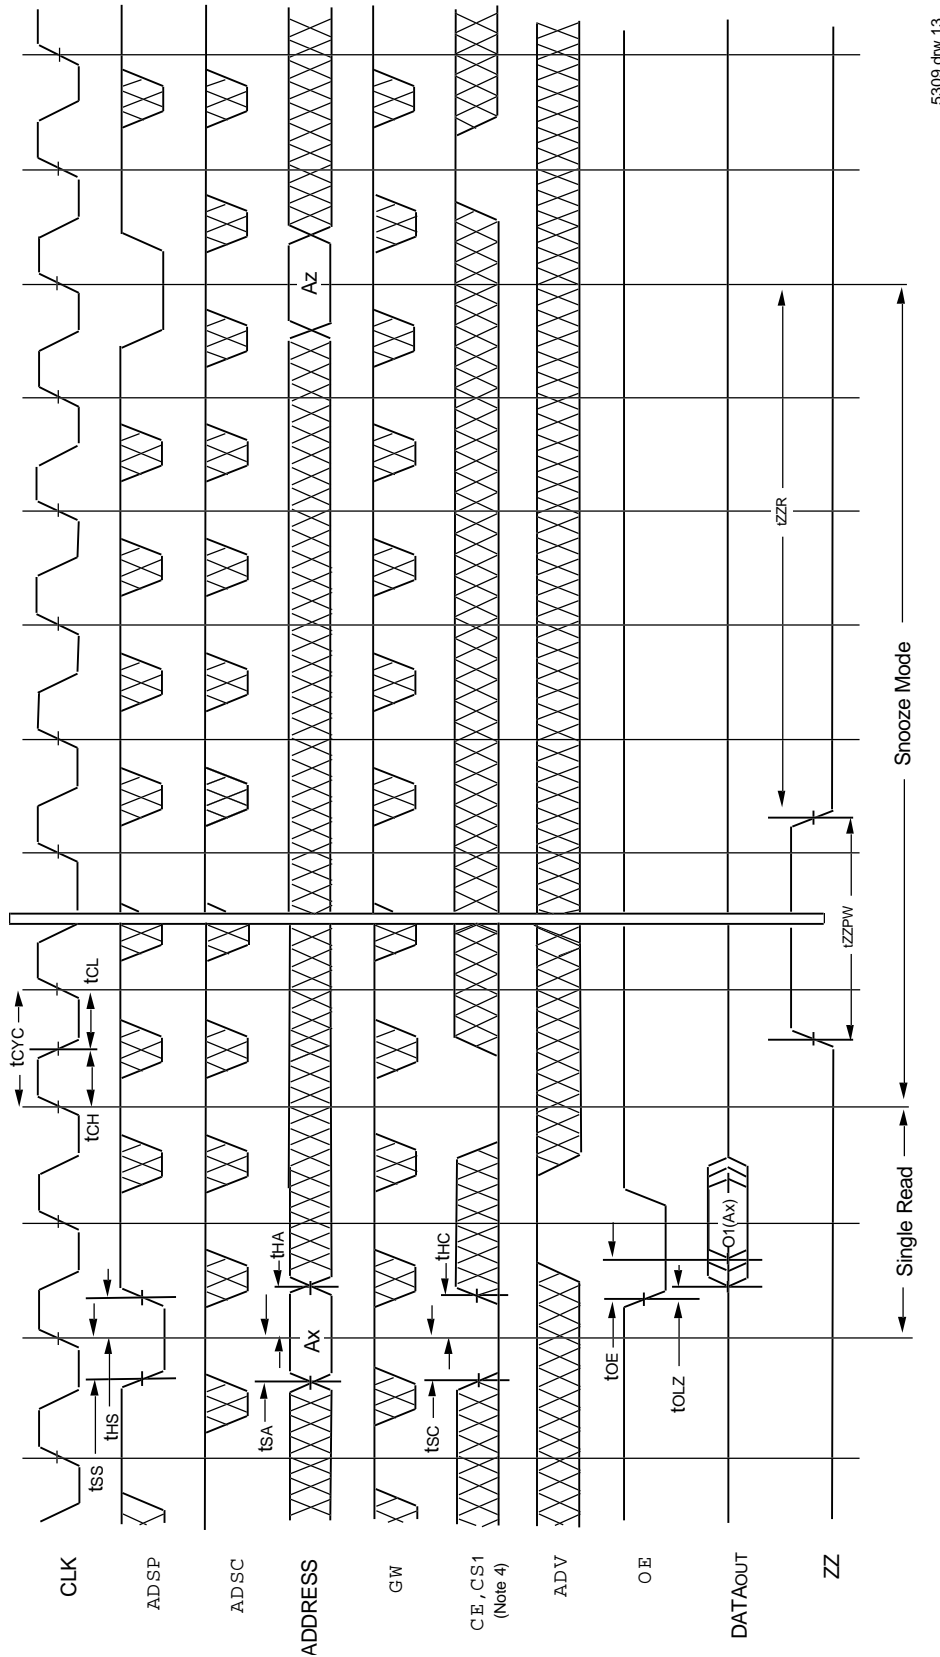 tCYC
tCH
tCL
tSS
tHS
tSA
tHA
tSC
tHC
tOE
tOLZ
tZZPW
tZZR
CLK
ADSP
ADSC
ADDRESS
Ax
Az
GW
CE, CS1
(Note 4)
ADV
OE
DATAOUT
O1(Ax)
ZZ
Single Read
Snooze Mode
5309 drw 13